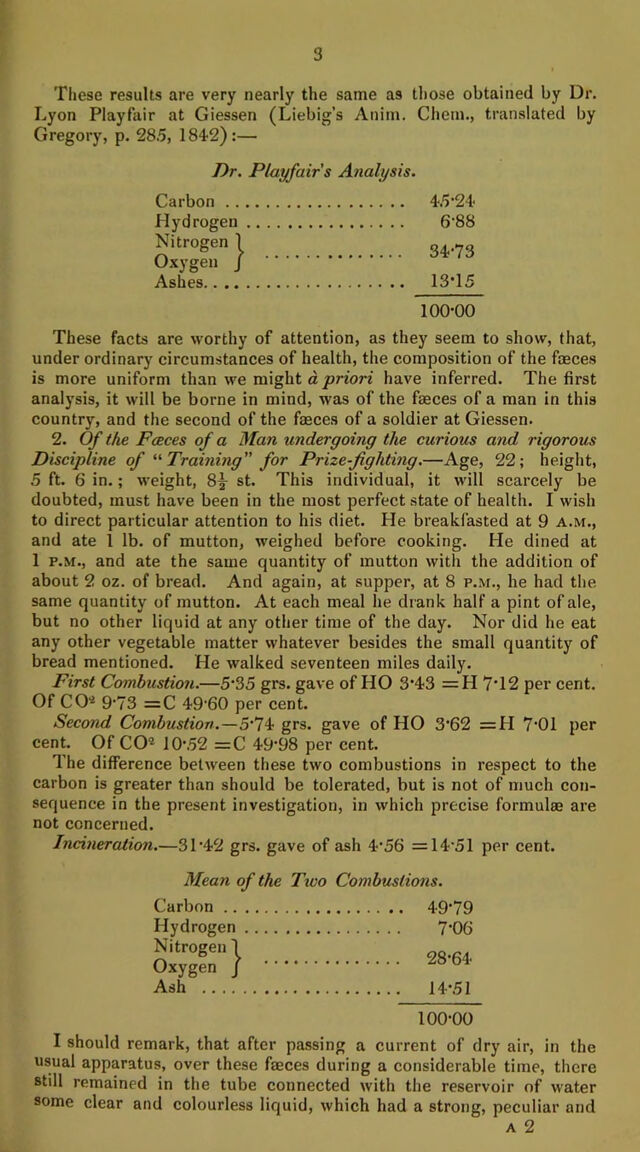 3
These results are very nearly the same as those obtained by Dr.
Lyon Playfair at Giessen (Liebig's Anim. Chem., translated by
Gregory, p. 285, 1842):—
Dr. Playfair's Analysis.
Carbon .................. 45·24
Hydrogen ................ 6·88
Nitrogen }
Oxygen } ................ 34·73
Ashes.................... 13·15
100·00
These facts are worthy of attention, as they seem to show, that,
under ordinary circumstances of health, the composition of the fæces
is more uniform than we might à priori have inferred. The first
analysis, it will be borne in mind, was of the fæces of a man in this
country, and the second of the fæces of a soldier at Giessen.
2. Of the Fæces of a Man undergoing the curious and rigorous
Discipline of “Training” for Prize-fighting.—Age, 22; height,
5 ft. 6 in.; weight, 8½ st. This individual, it will scarcely be
doubted, must have been in the most perfect state of health. I wish
to direct particular attention to his diet. He breakfasted at 9 A.M.,
and ate 1 lb. of mutton, weighed before cooking. He dined at
1 P.M., and ate the same quantity of mutton with the addition of
about 2 oz. of bread. And again, at supper, at 8 P.M., he had the
same quantity of mutton. At each meal he drank half a pint of ale,
but no other liquid at any other time of the day. Nor did he eat
any other vegetable matter whatever besides the small quantity of
bread mentioned. He walked seventeen miles daily.
First Combustion.—5·35 grs. gave of HO 3·43 =H 7·12 per cent.
Of CO² 9·73 =C 49·60 per cent.
Second Combustion.—5·74 grs. gave of HO 3·62 =H 7·01 per
cent. Of CO² 10·52 =C 49·98 per cent.
The difference between these two combustions in respect to the
carbon is greater than should be tolerated, but is not of much con-
sequence in the present investigation, in which precise formulæ are
not concerned.
Incineration.—31·42 grs. gave of ash 4·56 =14·51 per cent.
Mean of the Two Combustions.
Carbon .................. 49·79
Hydrogen ................ 7·06
Nitrogen }
Oxygen } ................ 28·64
Ash .................... 14·51
100·00
I should remark, that after passing a current of dry air, in the
usual apparatus, over these fæces during a considerable time, there
still remained in the tube connected with the reservoir of water
some clear and colourless liquid, which had a strong, peculiar and
A 2